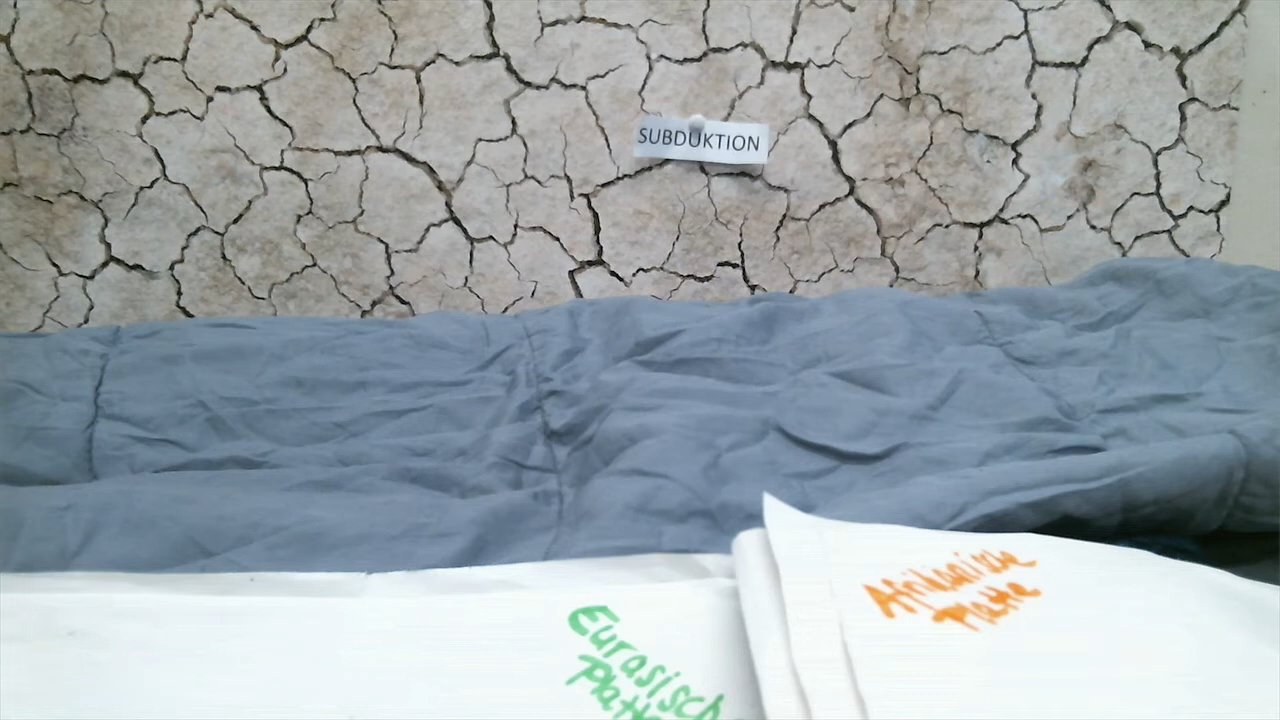 SUBDUKTION
Afrikanische
Platte
Eurasisch
Platte